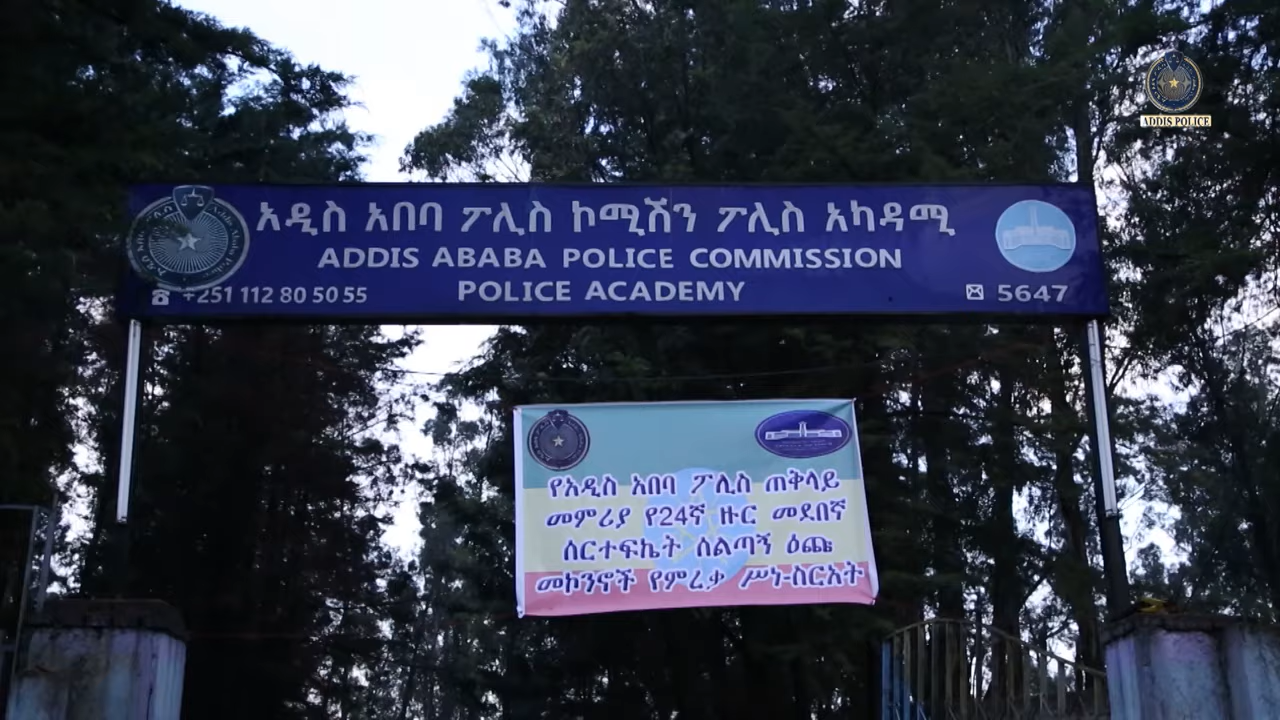 ADDIS POLICE
አዲስ አበባ ፖሊስ ኮሚሽን ፖሊስ አካዳሚ
ADDIS ABABA POLICE COMMISSION
POLICE ACADEMY
+251 112 80 50 55
5647
የአዲስ አበባ ፖሊስ ጠቅላይ
መምሪያ የ24ኛ ዙር መደበኛ
ሰርተፍኬት ሰልጣኝ ዕጩ
መኮንኖች የምረቃ ሥነ-ስርአት